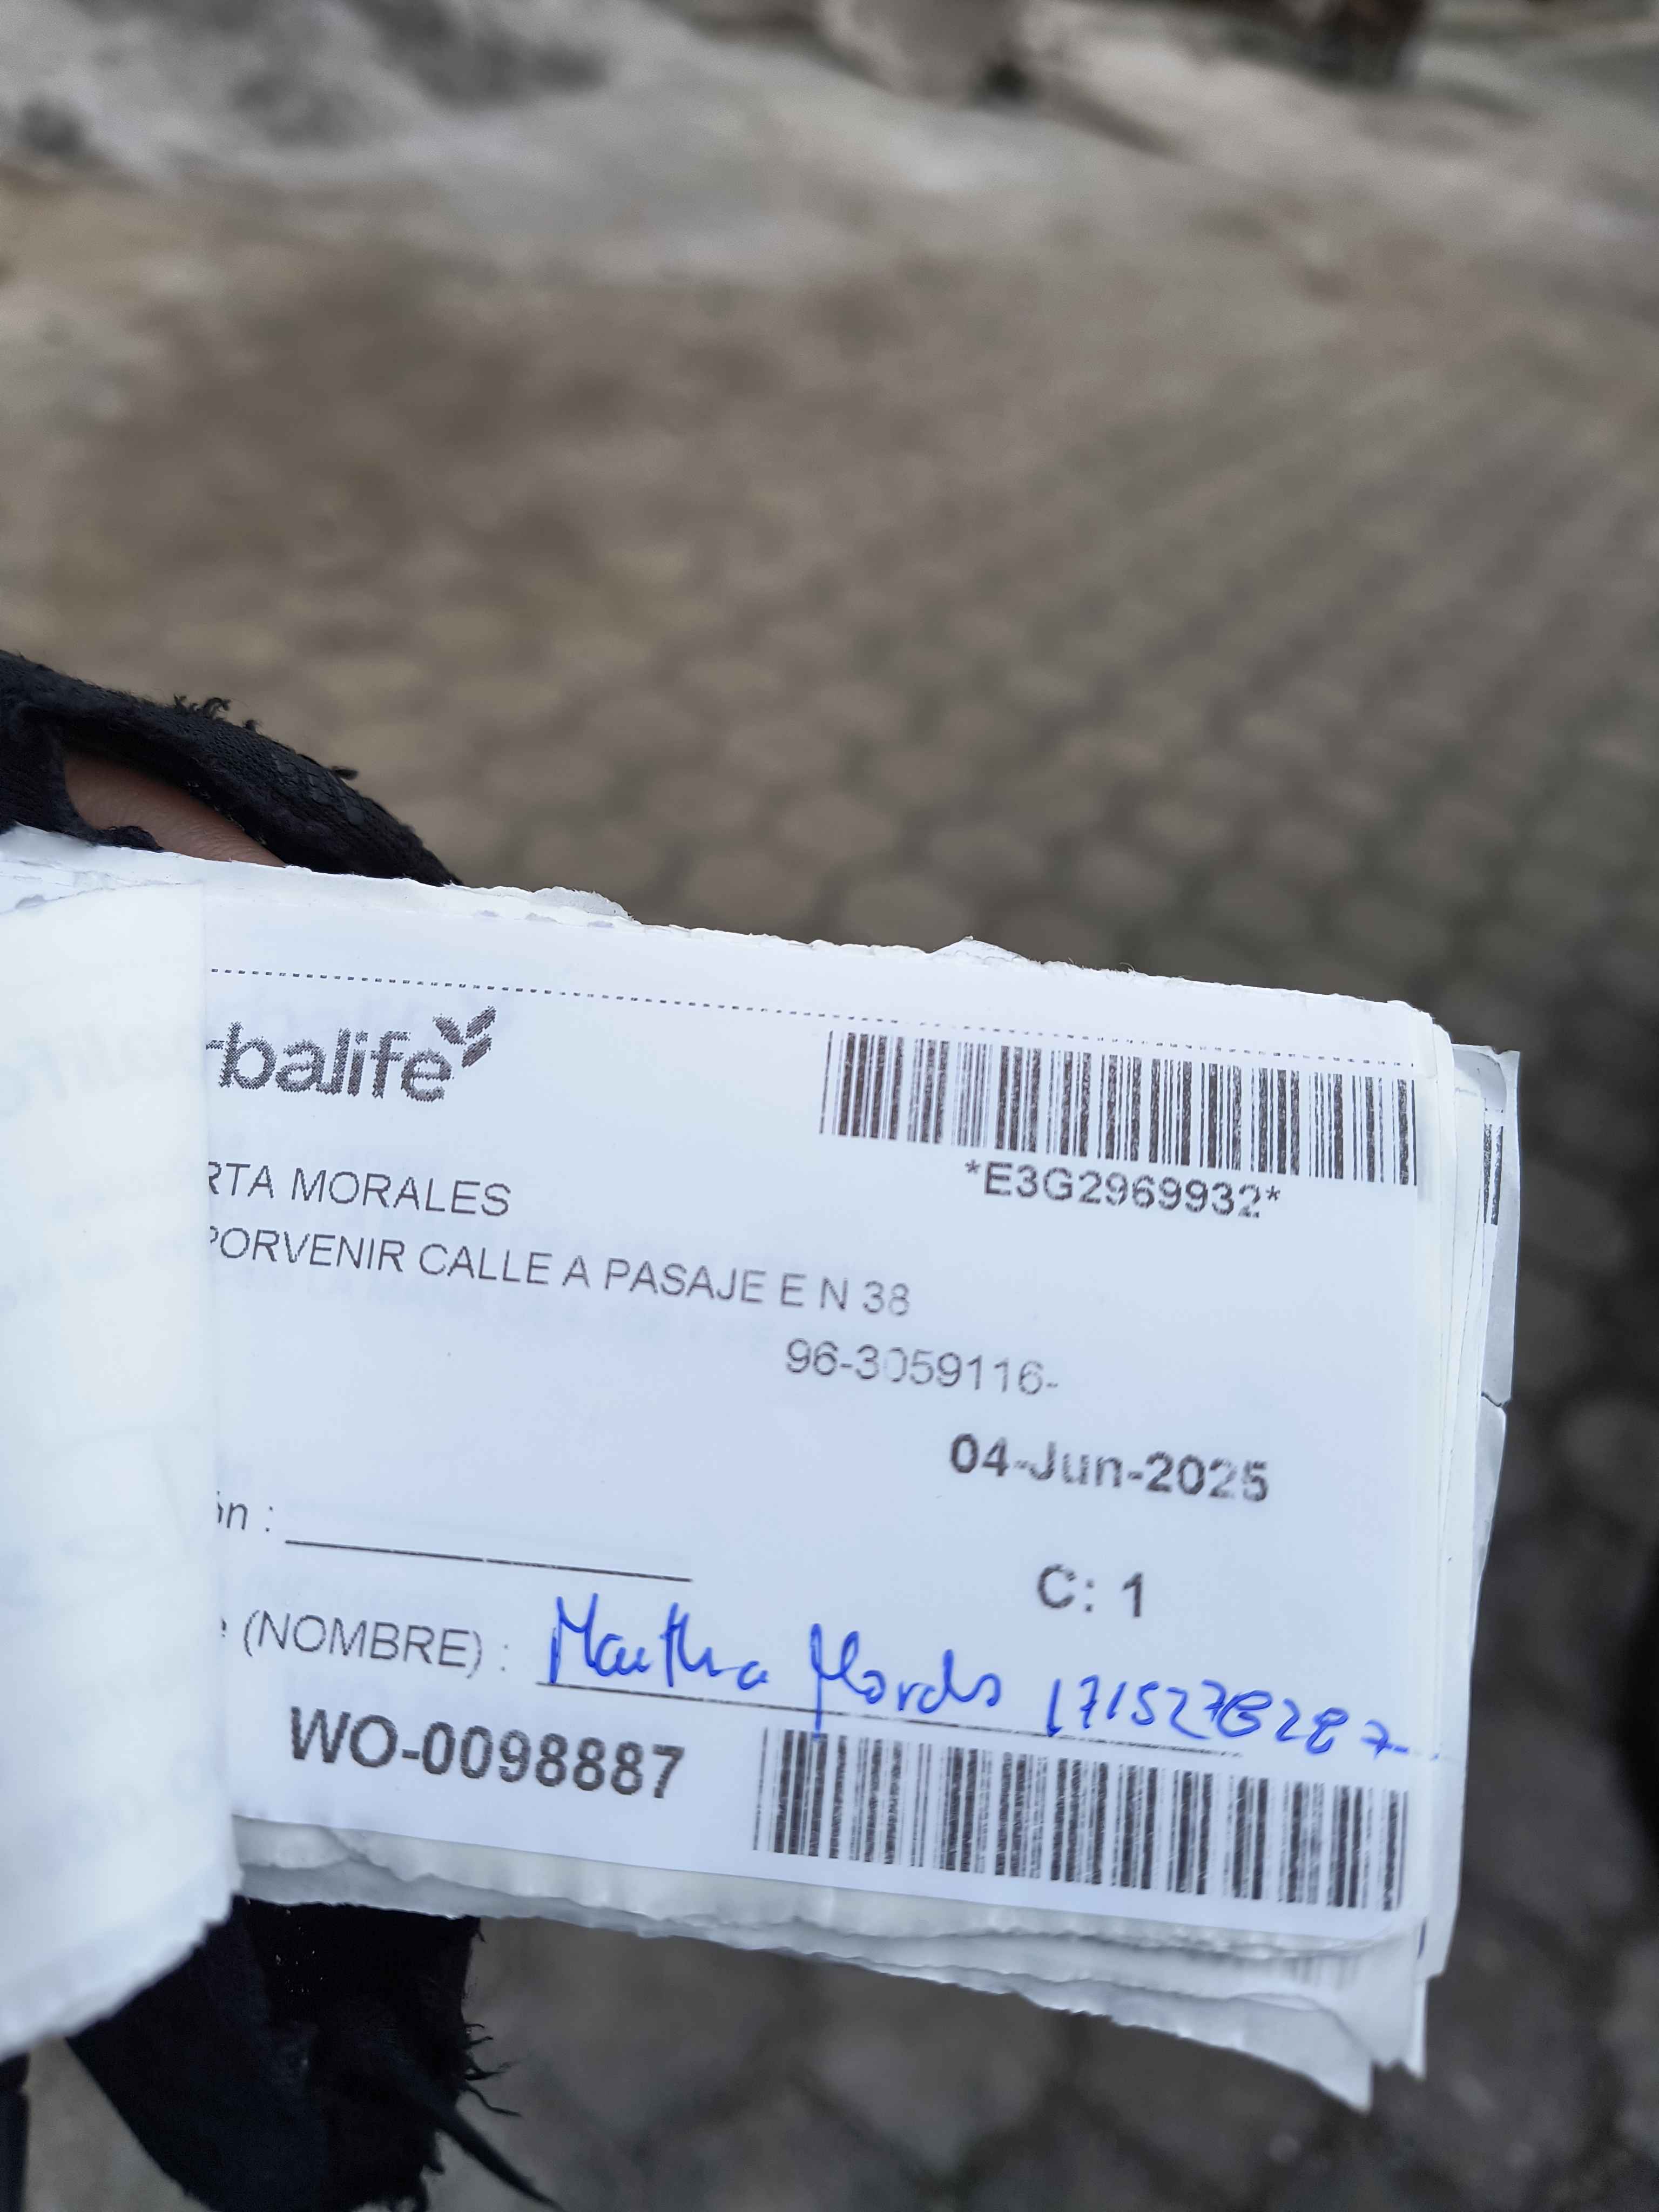 rbalife
*E3G2969932*
RTA MORALES
PORVENIR CALLE A PASAJE E N 38
96-3059116-
04-Jun-2025
ón :
C: 1
(NOMBRE) : Martha Morales 1715278287
WO-0098887